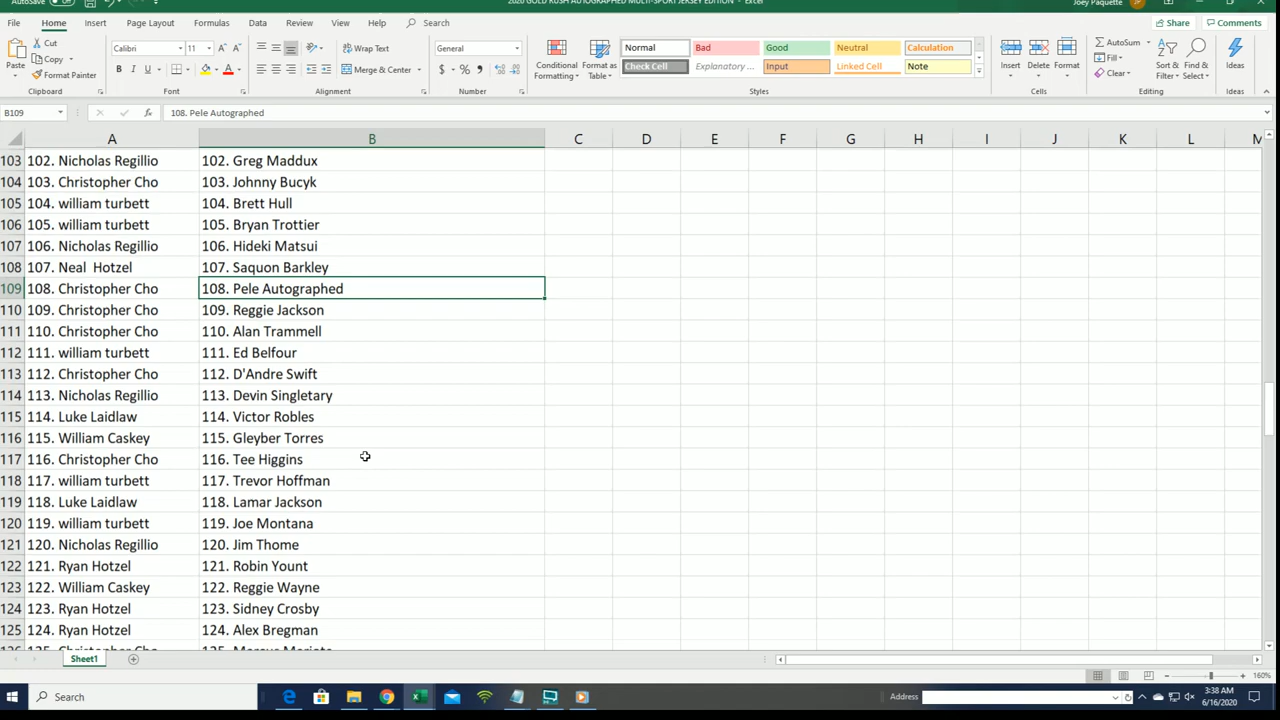 AutoSave
2020 GOLD RUSH AUTOGRAPHED MULTI-SPORT JERSEY EDITION - Excel
Joey Paquette
JP
File Home Insert Page Layout Formulas Data Review View Help Search Share Comments
Paste
Cut
Copy
Format Painter
Calibri 11
Wrap Text
Merge & Center
General
Conditional Formatting
Format as Table
Normal Bad Good Neutral Calculation
Check Cell Explanatory ... Input Linked Cell Note
Insert Delete Format
AutoSum
Fill
Clear
Sort & Filter
Find & Select
Ideas
Clipboard Font Alignment Number Styles Cells Editing Ideas
B109 108. Pele Autographed
A B C D E F G H I J K L M
103 102. Nicholas Regillio 102. Greg Maddux
104 103. Christopher Cho 103. Johnny Bucyk
105 104. william turbett 104. Brett Hull
106 105. william turbett 105. Bryan Trottier
107 106. Nicholas Regillio 106. Hideki Matsui
108 107. Neal Hotzel 107. Saquon Barkley
109 108. Christopher Cho 108. Pele Autographed
110 109. Christopher Cho 109. Reggie Jackson
111 110. Christopher Cho 110. Alan Trammell
112 111. william turbett 111. Ed Belfour
113 112. Christopher Cho 112. D'Andre Swift
114 113. Nicholas Regillio 113. Devin Singletary
115 114. Luke Laidlaw 114. Victor Robles
116 115. William Caskey 115. Gleyber Torres
117 116. Christopher Cho 116. Tee Higgins
118 117. william turbett 117. Trevor Hoffman
119 118. Luke Laidlaw 118. Lamar Jackson
120 119. william turbett 119. Joe Montana
121 120. Nicholas Regillio 120. Jim Thome
122 121. Ryan Hotzel 121. Robin Yount
123 122. William Caskey 122. Reggie Wayne
124 123. Ryan Hotzel 123. Sidney Crosby
125 124. Ryan Hotzel 124. Alex Bregman
126 125. Christopher Cho 125. Marcus Mariota
Sheet1
160%
Search
Address
3:38 AM
6/16/2020